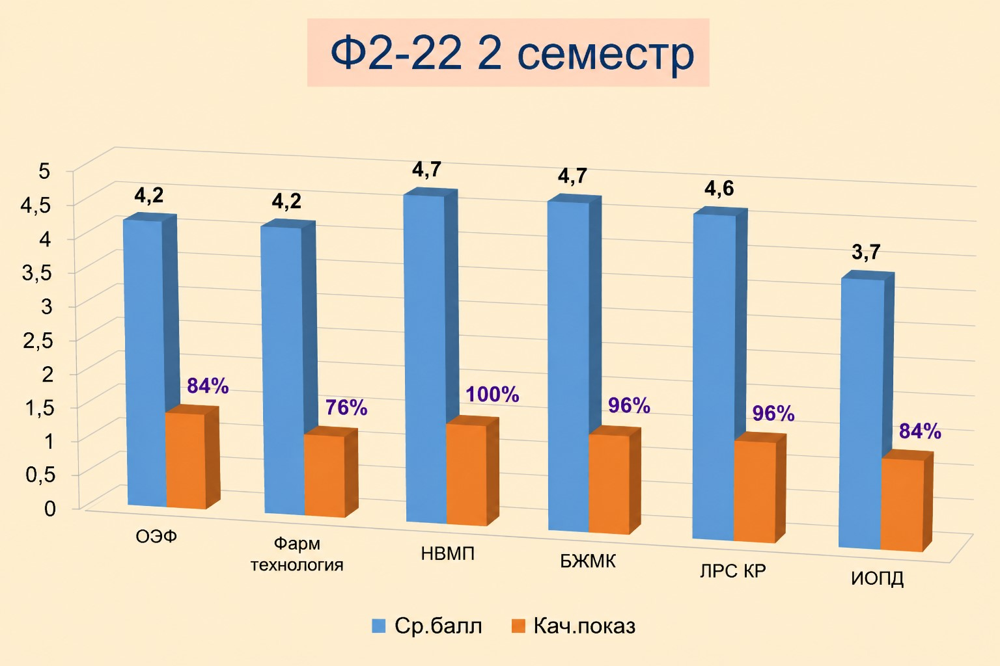 Ф2-22 2 семестр
5
4,5
4
3,5
3
2,5
2
1,5
1
0,5
0
4,2
84%
4,2
76%
4,7
100%
4,7
96%
4,6
96%
3,7
84%
ОЭФ
Фарм
технология
НВМП
БЖМК
ЛРС КР
ИОПД
Ср.балл
Кач.показ